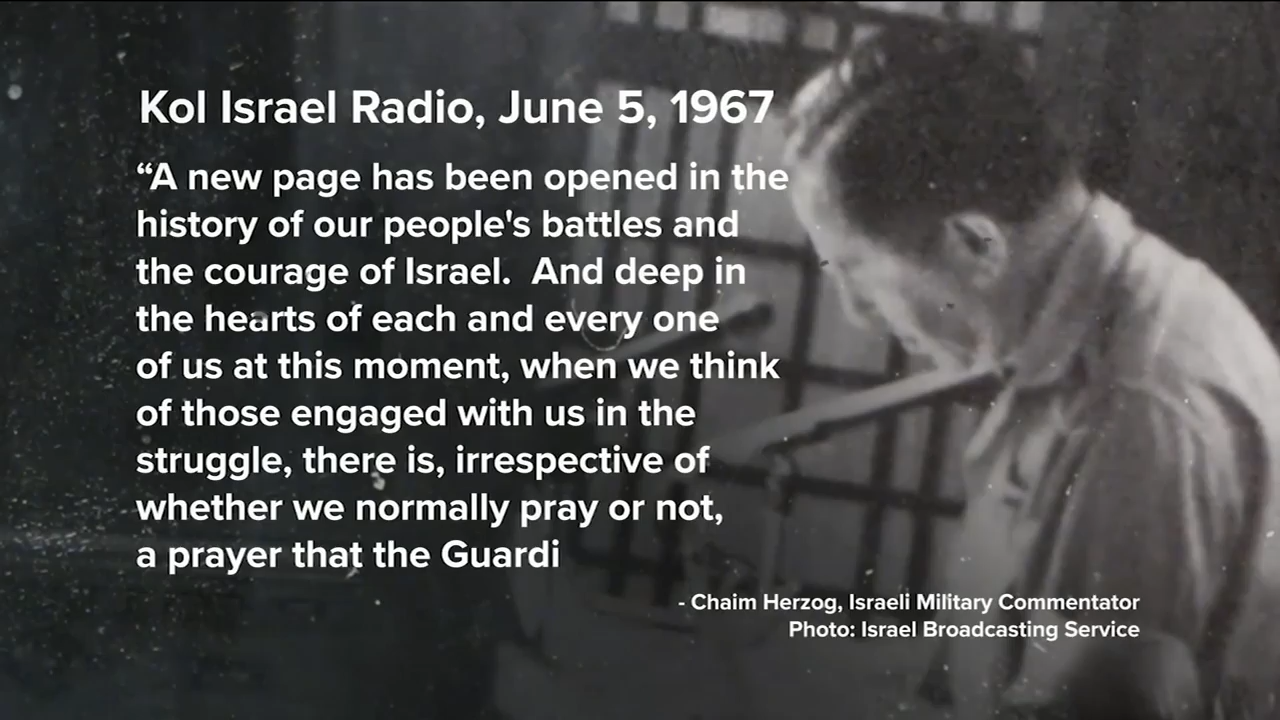 Kol Israel Radio, June 5, 1967
“A new page has been opened in the
history of our people's battles and
the courage of Israel.  And deep in
the hearts of each and every one
of us at this moment, when we think
of those engaged with us in the
struggle, there is, irrespective of
whether we normally pray or not,
a prayer that the Guardi
- Chaim Herzog, Israeli Military Commentator
Photo: Israel Broadcasting Service